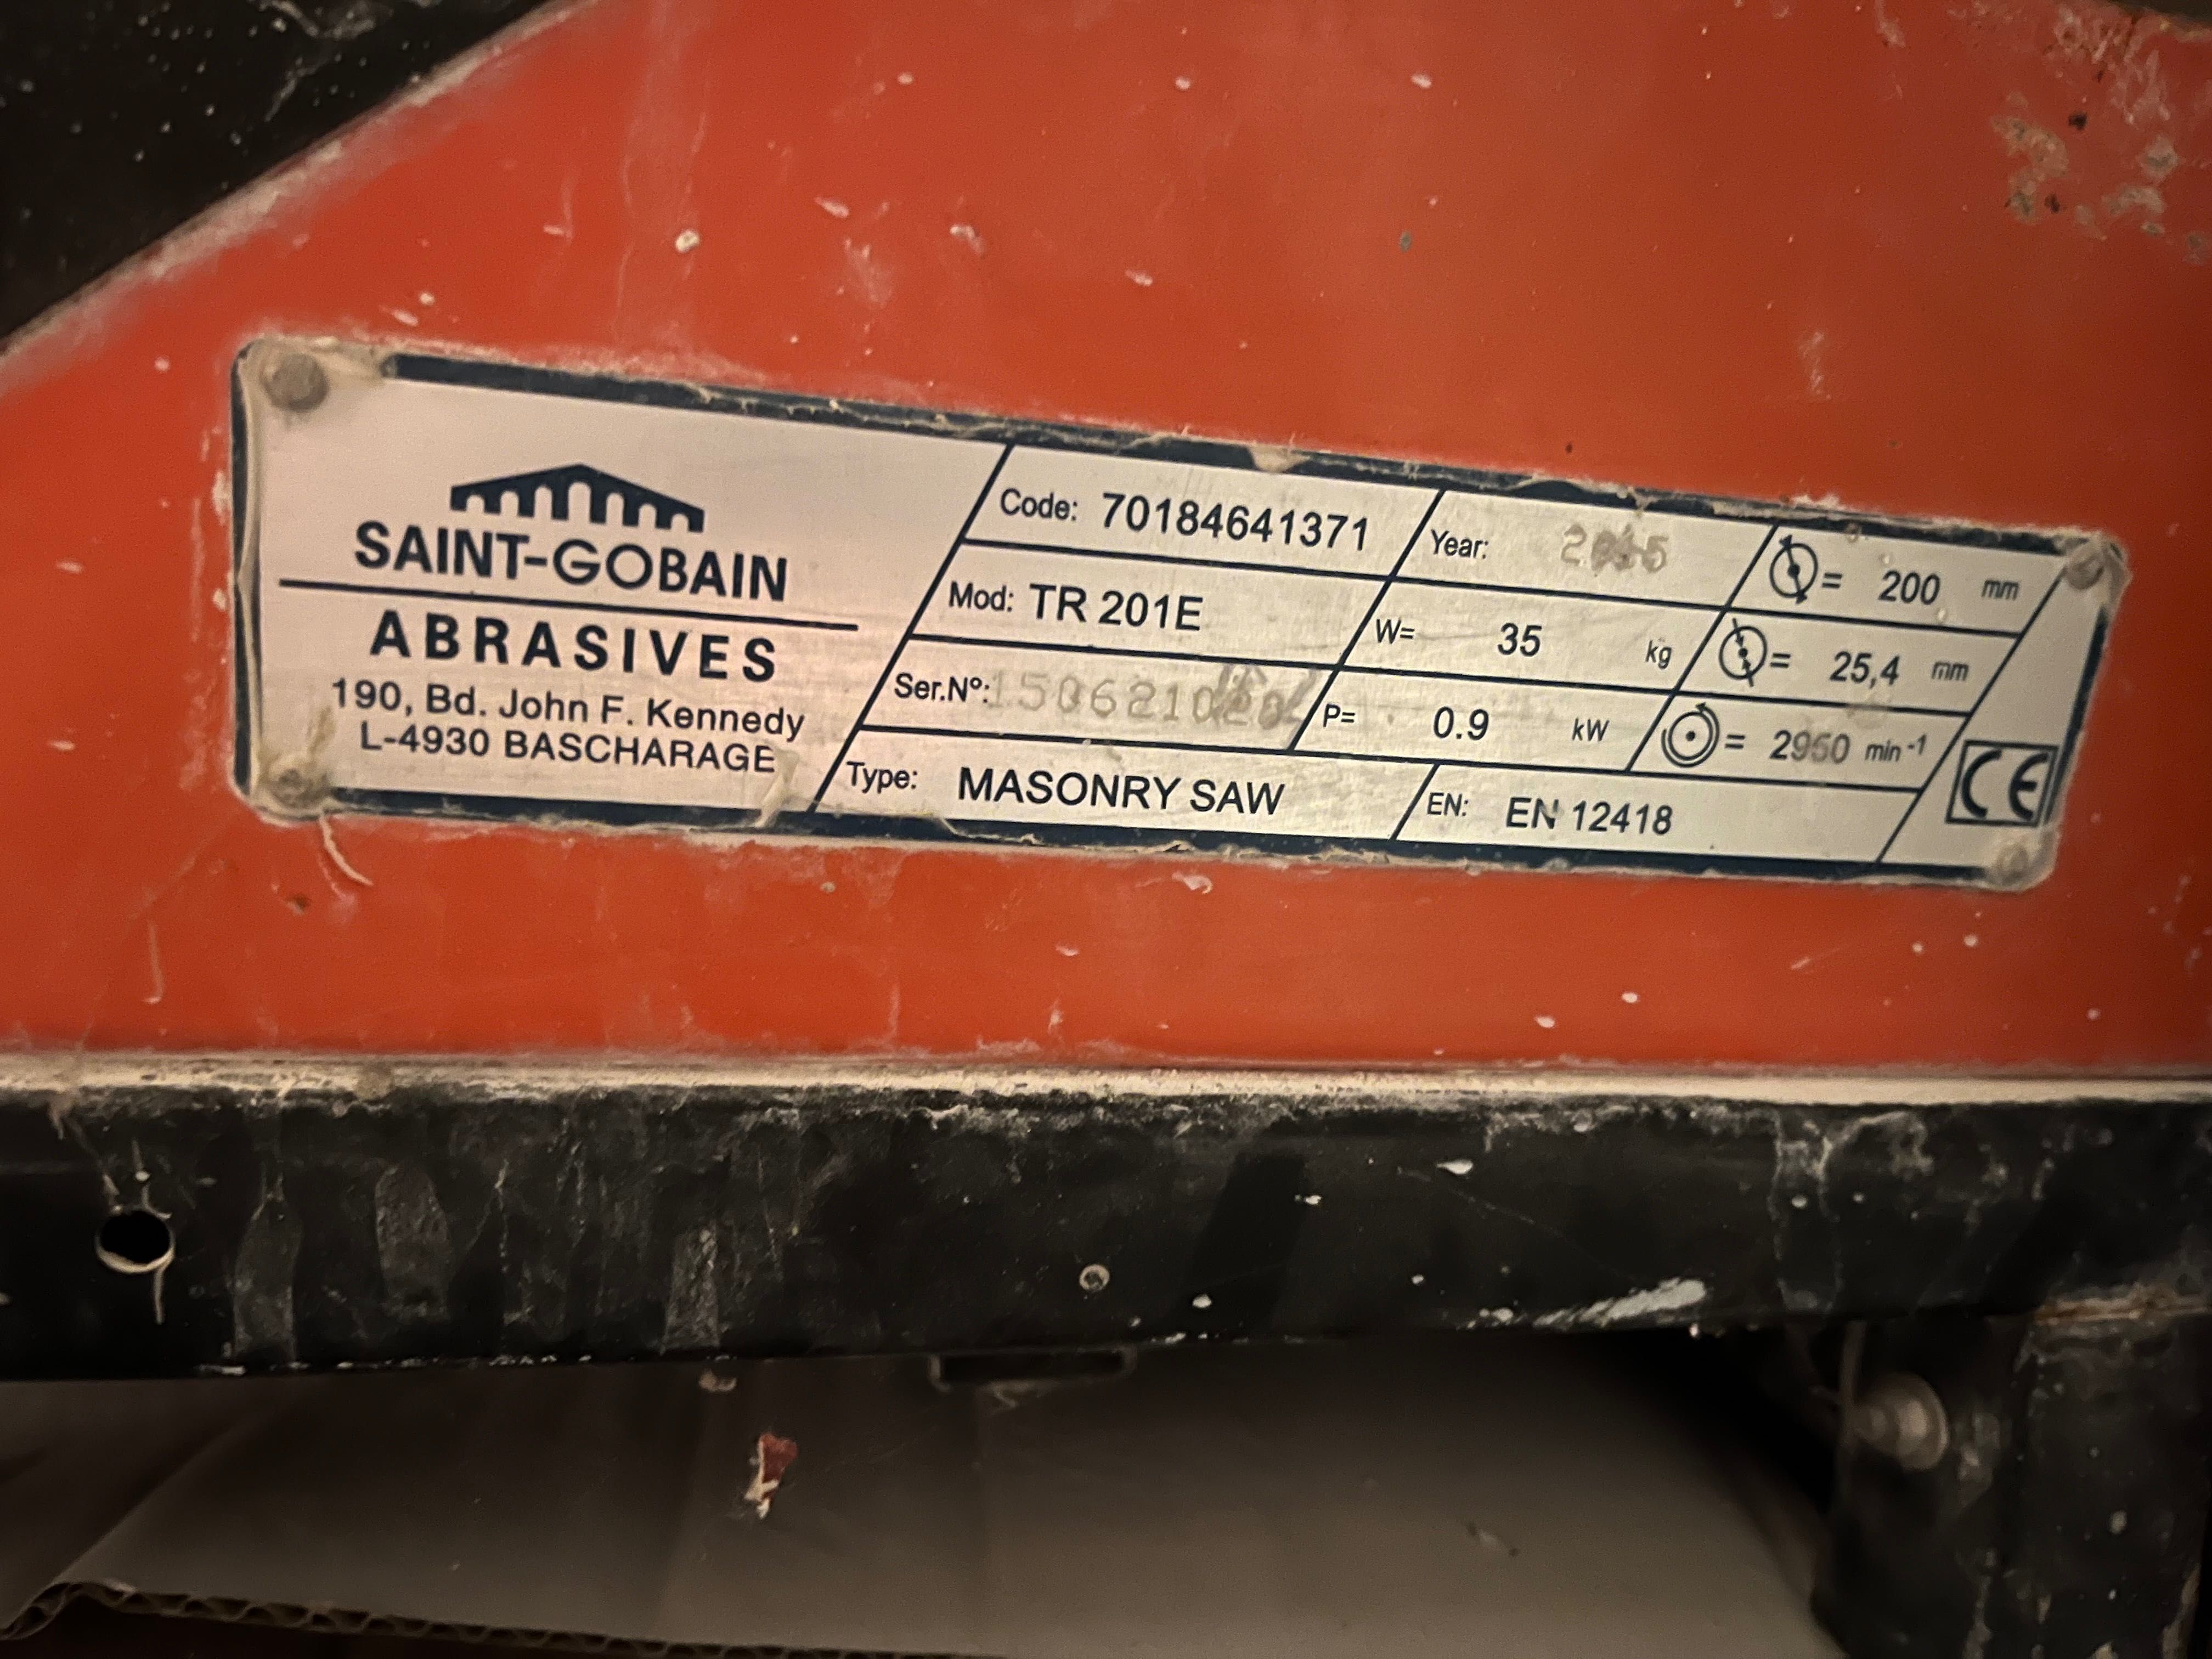 SAINT-GOBAIN
ABRASIVES
190, Bd. John F. Kennedy
L-4930 BASCHARAGE
Code: 70184641371
Year:
= 200 mm
Mod: TR 201E
W= 35 kg
= 25,4 mm
Ser.Nº:
P= 0.9 kW
= 2950 min-1
Type: MASONRY SAW
EN: EN 12418
CE